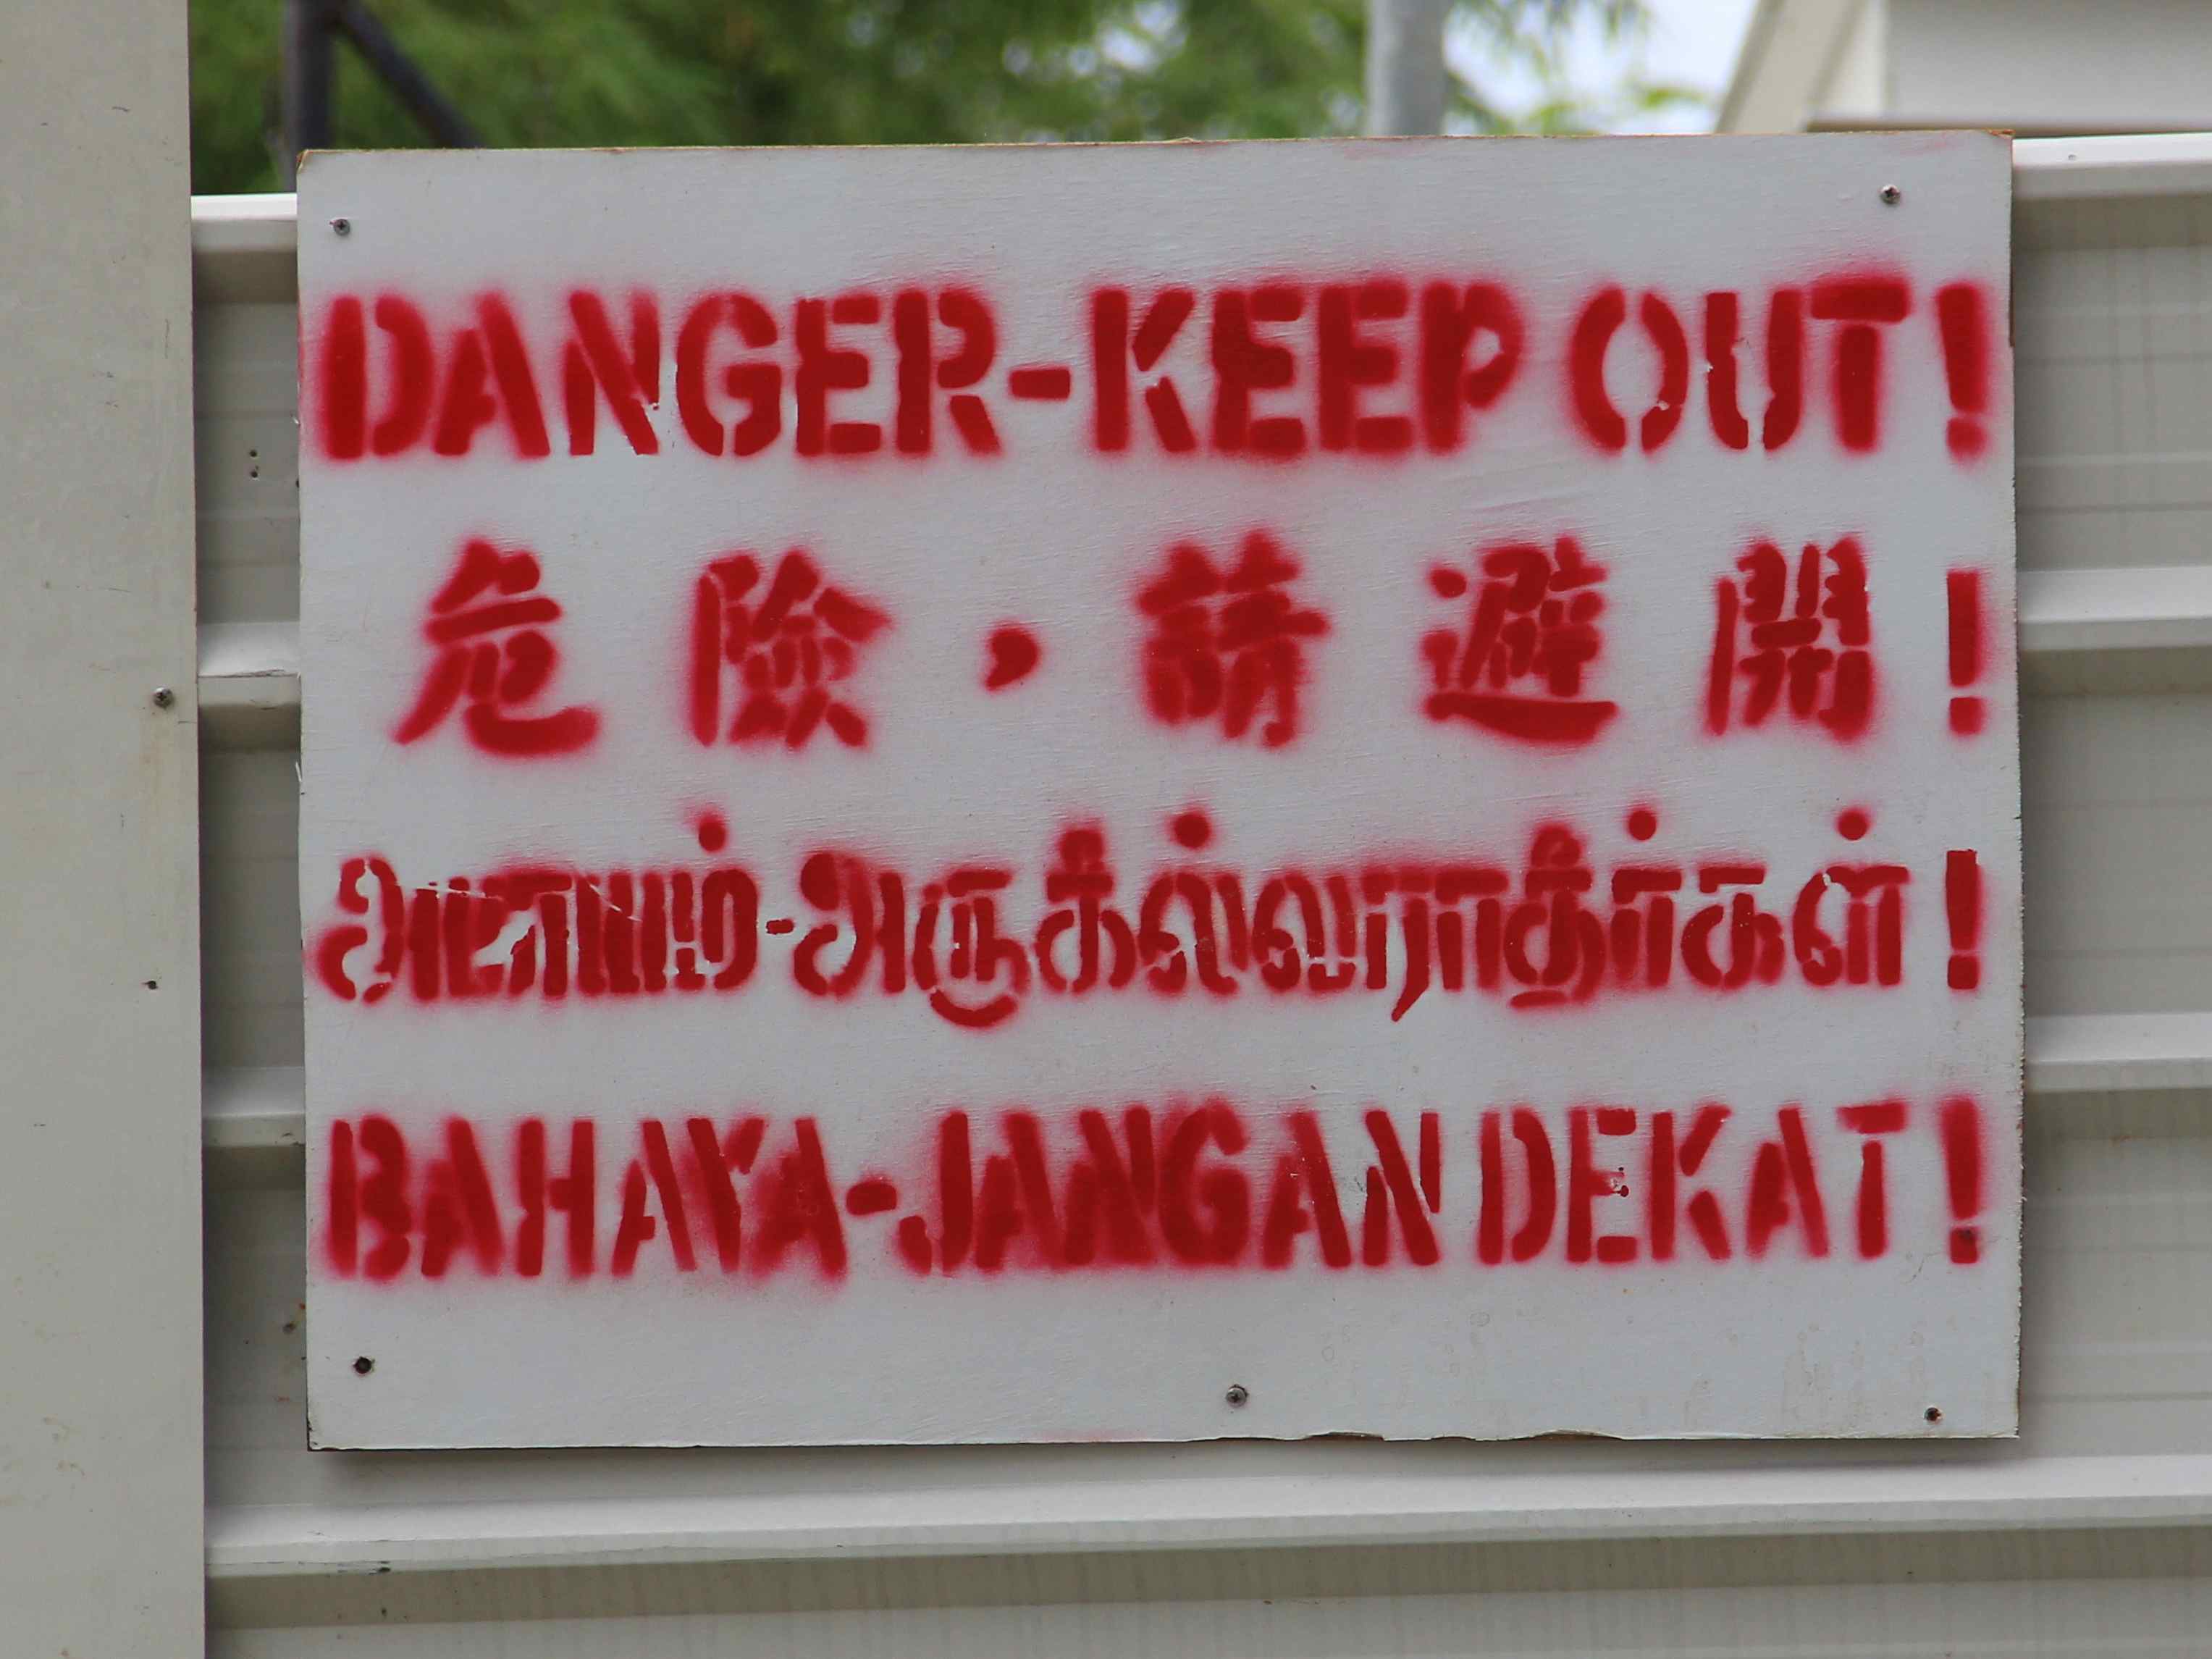 DANGER-KEEP OUT!
危險，請避開!
அபாயம்-அருகில்வராதீர்கள்!
BAHAYA-JANGAN DEKAT!